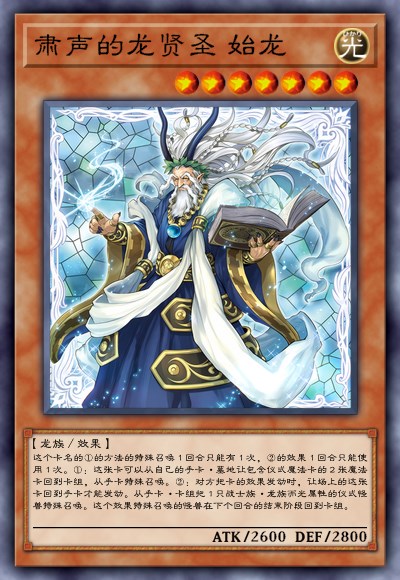 肃声的龙贤圣 始龙
ひかり
光
【龙族／效果】
这个卡名的①的方法的特殊召唤1回合只能有1次，②的效果1回合只能使
用1次。①：这张卡可以从自己的手卡·墓地让包含仪式魔法卡的2张魔法
卡回到卡组，从手卡特殊召唤。②：对方把卡的效果发动时，让场上的这张
卡回到手卡才能发动。从手卡·卡组把1只战士族·龙族而光属性的仪式怪
兽特殊召唤。这个效果特殊召唤的怪兽在下个回合的结束阶段回到卡组。
ATK/2600 DEF/2800